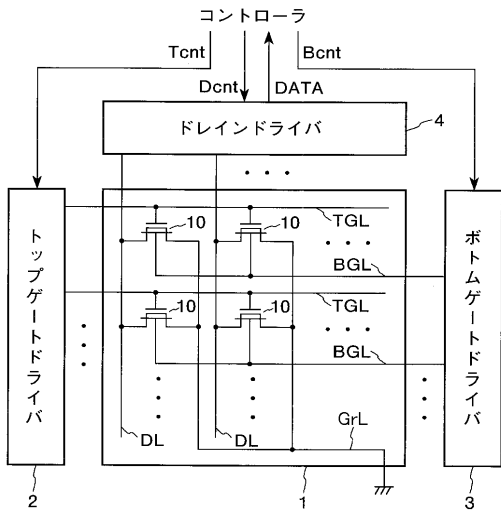 コントローラ
Tcnt
Bcnt
Dcnt
DATA
ドレインドライバ
4
トップゲートドライバ
ボトムゲートドライバ
10
10
TGL
BGL
10
10
TGL
BGL
DL
DL
GrL
2
1
3